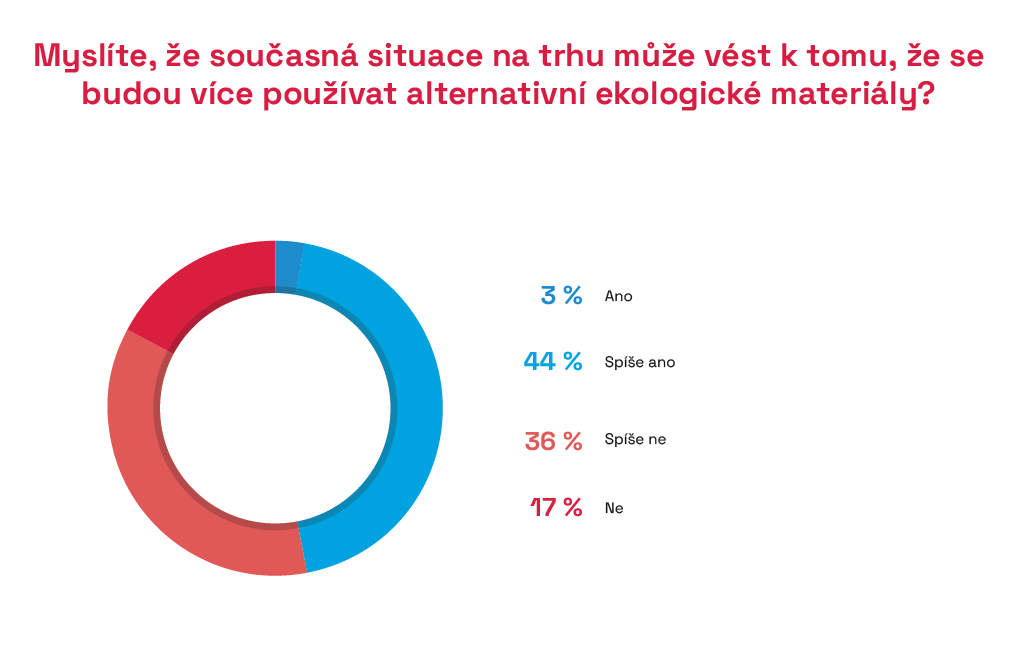 Myslíte, že současná situace na trhu může vést k tomu, že se
budou více používat alternativní ekologické materiály?
3 % Ano
44 % Spíše ano
36 % Spíše ne
17 % Ne